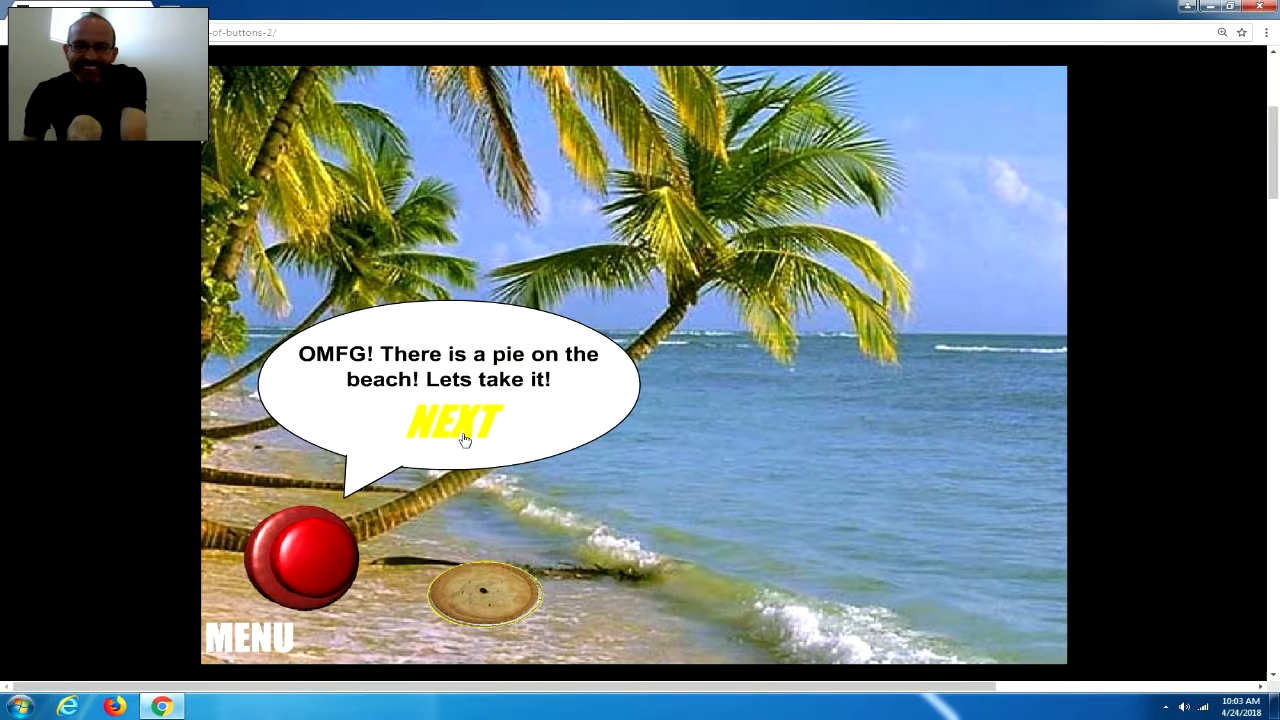 -of-buttons-2/
OMFG! There is a pie on the
beach! Lets take it!
NEXT
MENU
10:03 AM
4/24/2018